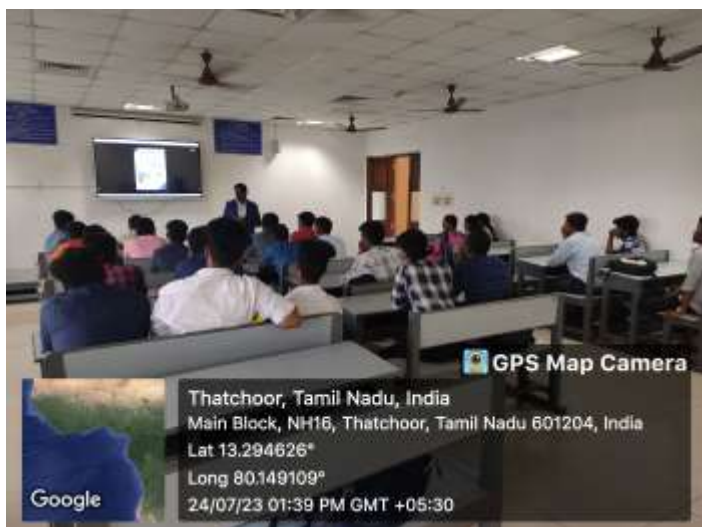 GPS Map Camera
Thatchoor, Tamil Nadu, India
Main Block, NH16, Thatchoor, Tamil Nadu 601204, India
Lat 13.294626°
Long 80.149109°
24/07/23 01:39 PM GMT +05:30
Google